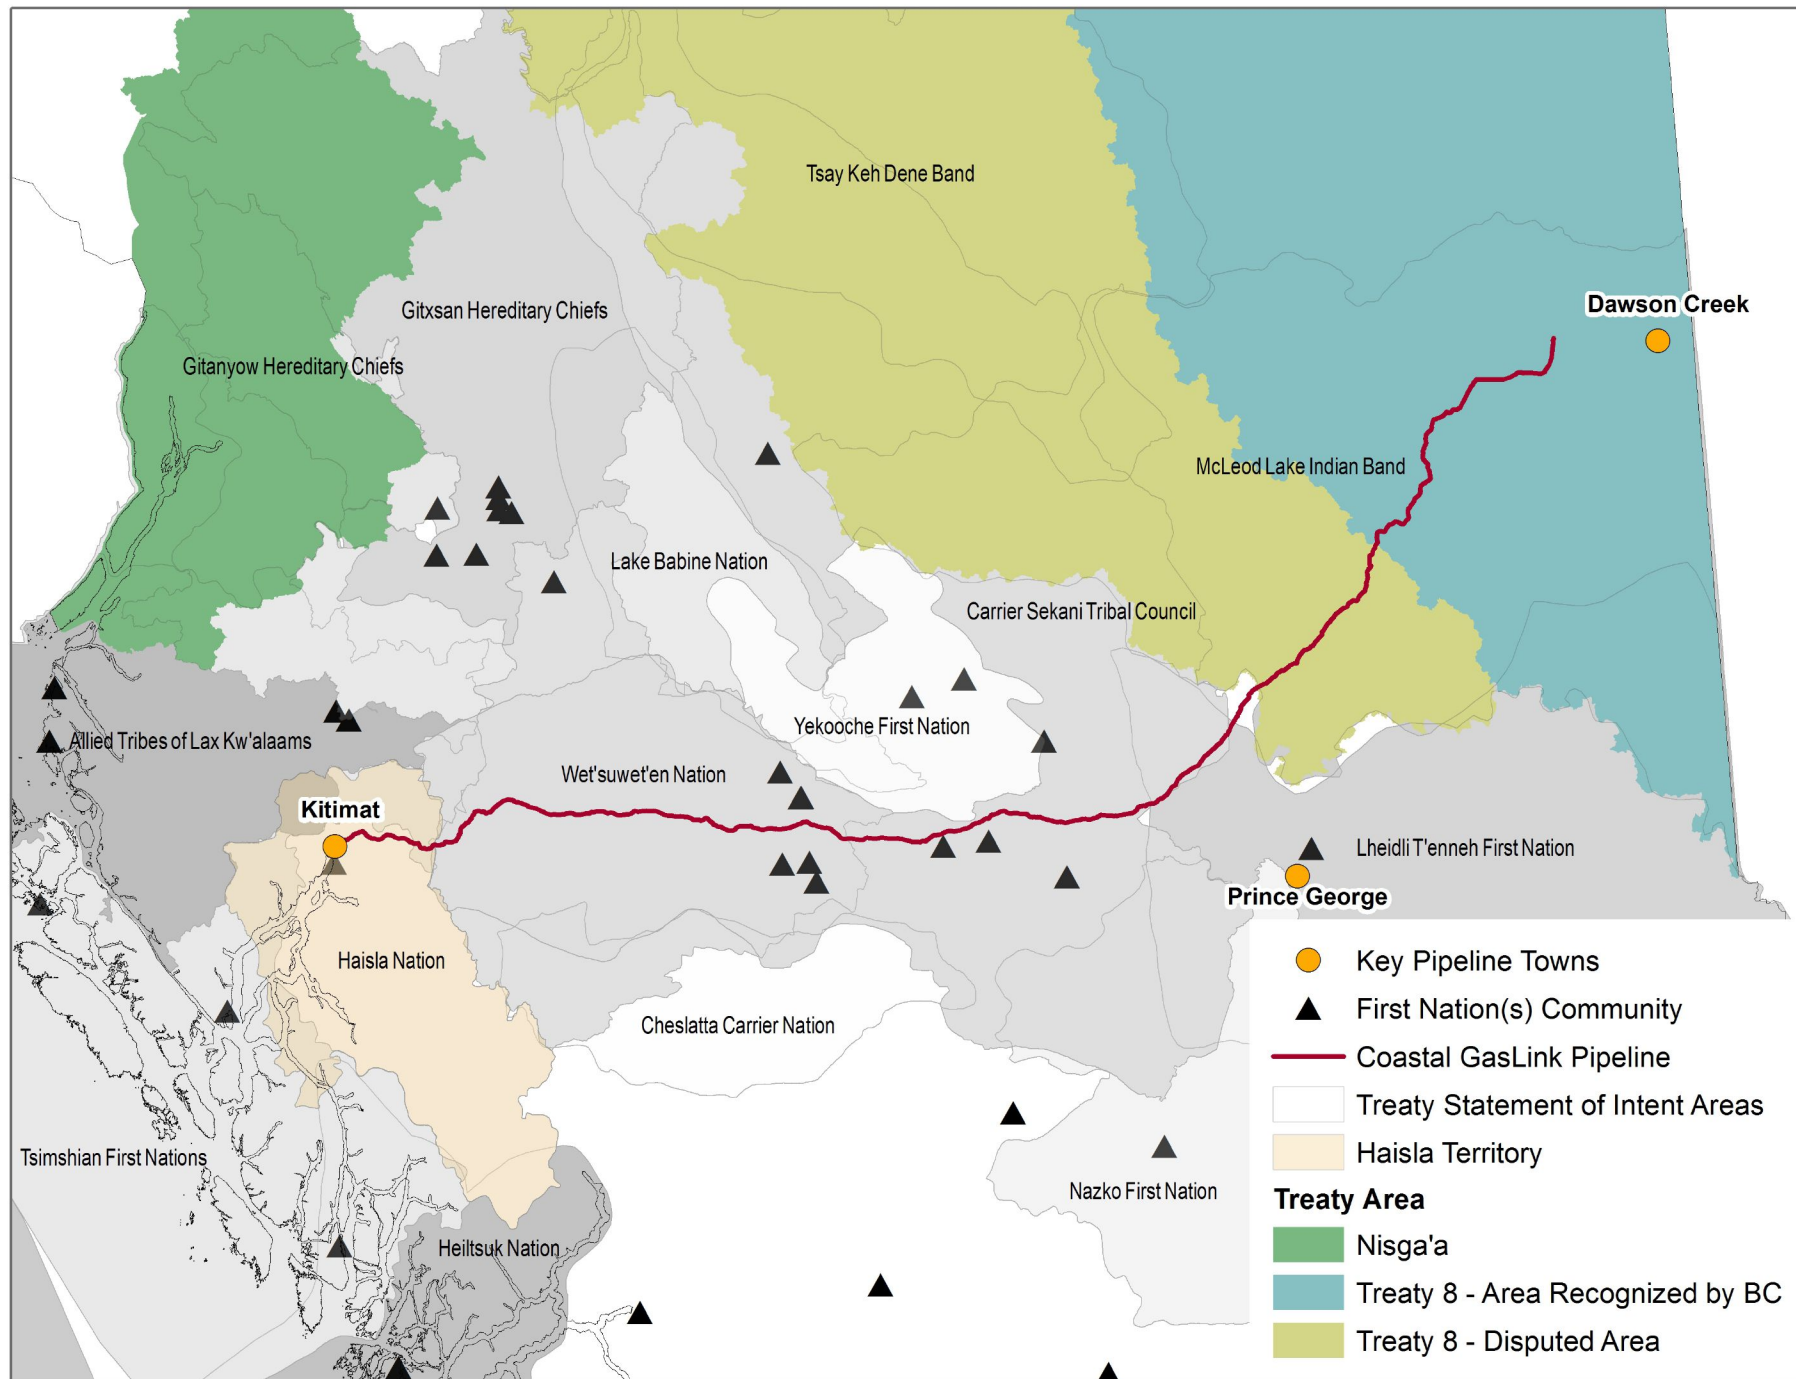 Tsay Keh Dene Band
Dawson Creek
Gitxsan Hereditary Chiefs
Gitanyow Hereditary Chiefs
McLeod Lake Indian Band
Lake Babine Nation
Carrier Sekani Tribal Council
Yekooche First Nation
Allied Tribes of Lax Kw'alaams
Wet'suwet'en Nation
Kitimat
Lheidli T'enneh First Nation
Prince George
Haisla Nation
Cheslatta Carrier Nation
Tsimshian First Nations
Nazko First Nation
Heiltsuk Nation
Key Pipeline Towns
First Nation(s) Community
Coastal GasLink Pipeline
Treaty Statement of Intent Areas
Haisla Territory
Treaty Area
Nisga'a
Treaty 8 - Area Recognized by BC
Treaty 8 - Disputed Area